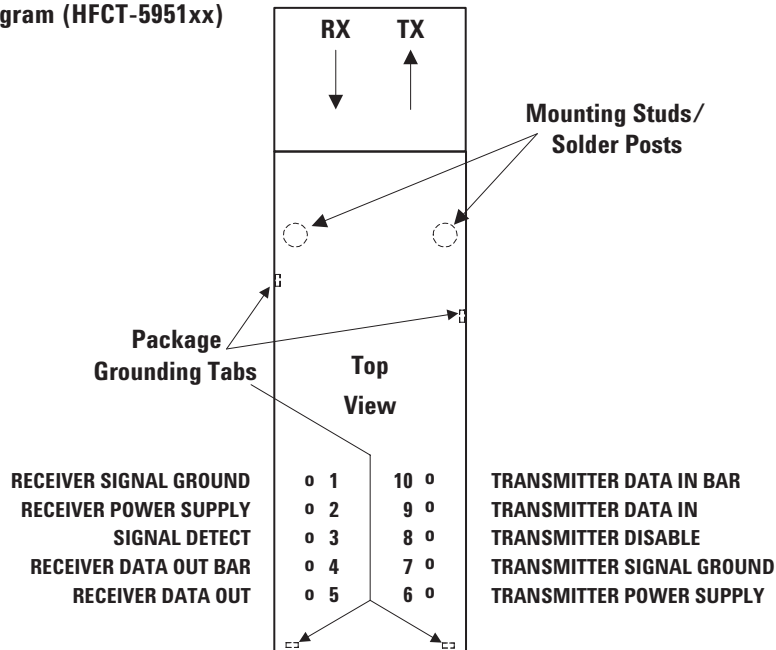 gram (HFCT-5951xx)
RX TX
Mounting Studs/
Solder Posts
Package
Grounding Tabs
Top
View
RECEIVER SIGNAL GROUND o 1 10 o TRANSMITTER DATA IN BAR
RECEIVER POWER SUPPLY o 2 9 o TRANSMITTER DATA IN
SIGNAL DETECT o 3 8 o TRANSMITTER DISABLE
RECEIVER DATA OUT BAR o 4 7 o TRANSMITTER SIGNAL GROUND
RECEIVER DATA OUT o 5 6 o TRANSMITTER POWER SUPPLY